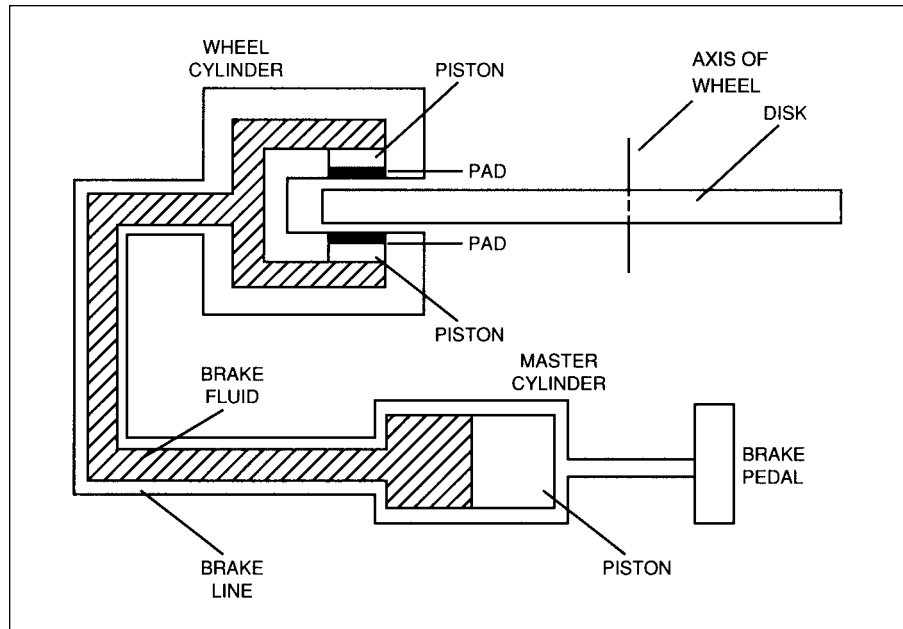 WHEEL
CYLINDER
PISTON
AXIS OF
WHEEL
DISK
PAD
PAD
PISTON
MASTER
CYLINDER
BRAKE
FLUID
BRAKE
PEDAL
PISTON
BRAKE
LINE